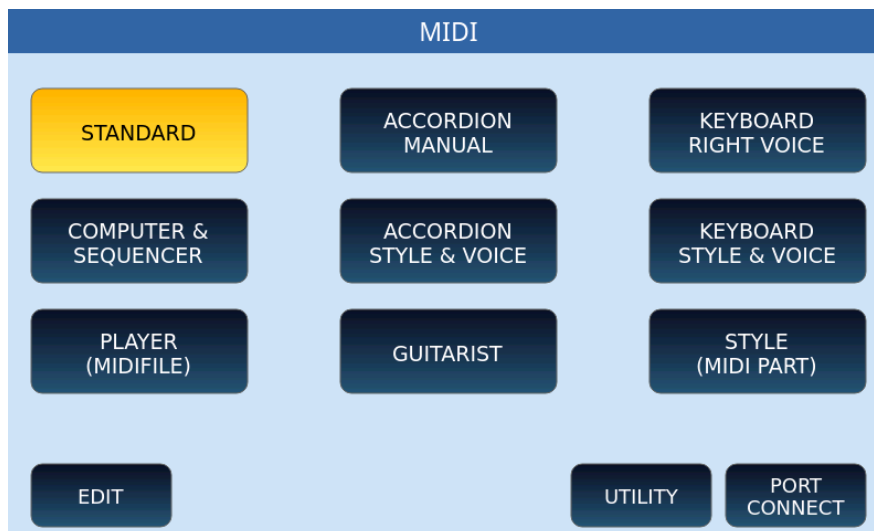 MIDI
STANDARD
ACCORDION
MANUAL
KEYBOARD
RIGHT VOICE
COMPUTER &
SEQUENCER
ACCORDION
STYLE & VOICE
KEYBOARD
STYLE & VOICE
PLAYER
(MIDIFILE)
GUITARIST
STYLE
(MIDI PART)
EDIT
UTILITY
PORT
CONNECT